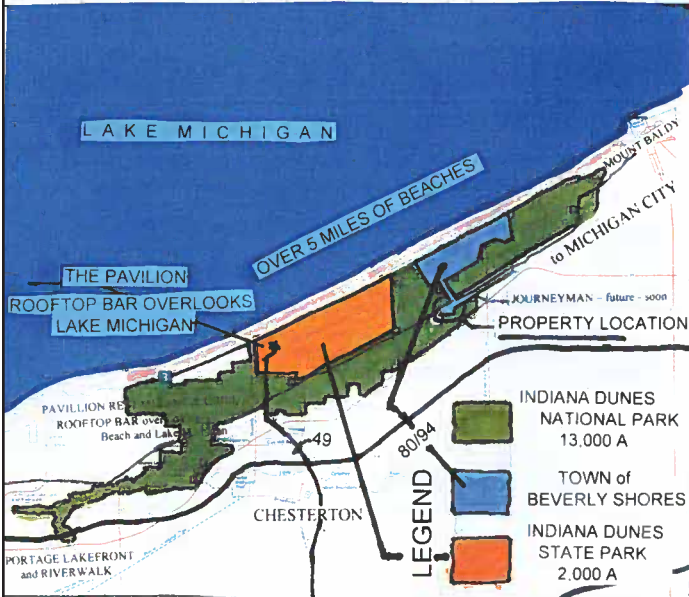 LAKE MICHIGAN
MOUNT BALDY
OVER 5 MILES OF BEACHES
to MICHIGAN CITY
THE PAVILION
ROOFTOP BAR OVERLOOKS
LAKE MICHIGAN
JOURNEYMAN - future - soon
PROPERTY LOCATION
PAVILLION
ROOFTOP BAR
Beach and
49
80/94
CHESTERTON
PORTAGE LAKEFRONT
and RIVERWALK
LEGEND
INDIANA DUNES
NATIONAL PARK
13,000 A
TOWN of
BEVERLY SHORES
INDIANA DUNES
STATE PARK
2.000 A